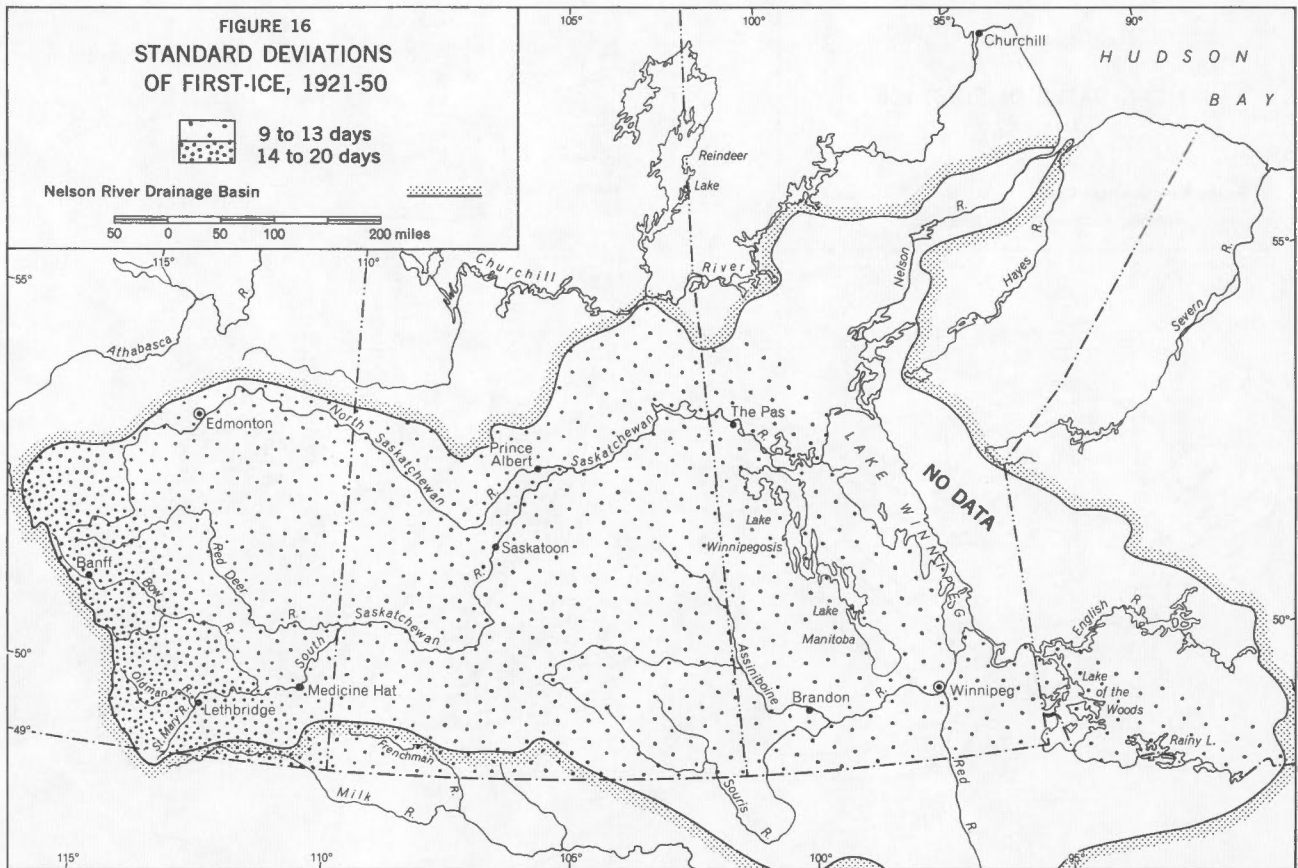 FIGURE 16
STANDARD DEVIATIONS
OF FIRST-ICE, 1921-50
9 to 13 days
14 to 20 days
Nelson River Drainage Basin
50 0 50 100 200 miles
105° 100° 95° 90°
Churchill
HUDSON
BAY
Reindeer
Lake
Churchill
River
Nelson
R.
Hayes
R.
Severn
R.
55°
55°
115°
110°
R.
Athabasca
Edmonton
North Saskatchewan
R.
Prince
Albert
Saskatchewan
The Pas
R.
LAKE WINNIPEG
NO DATA
Lake
Winnipegosis
Saskatoon
R.
Banff
Bow
R.
Red Deer
R.
South Saskatchewan
Lake
Manitoba
English R.
50°
50°
Oldman R.
Medicine Hat
Assiniboine
R.
Brandon
Winnipeg
Lake
of the
Woods
St. Mary R.
Lethbridge
49°
Frenchman
R.
Rainy L.
Milk R.
Souris
R.
Red
R.
115° 110° 105° 100° 95°